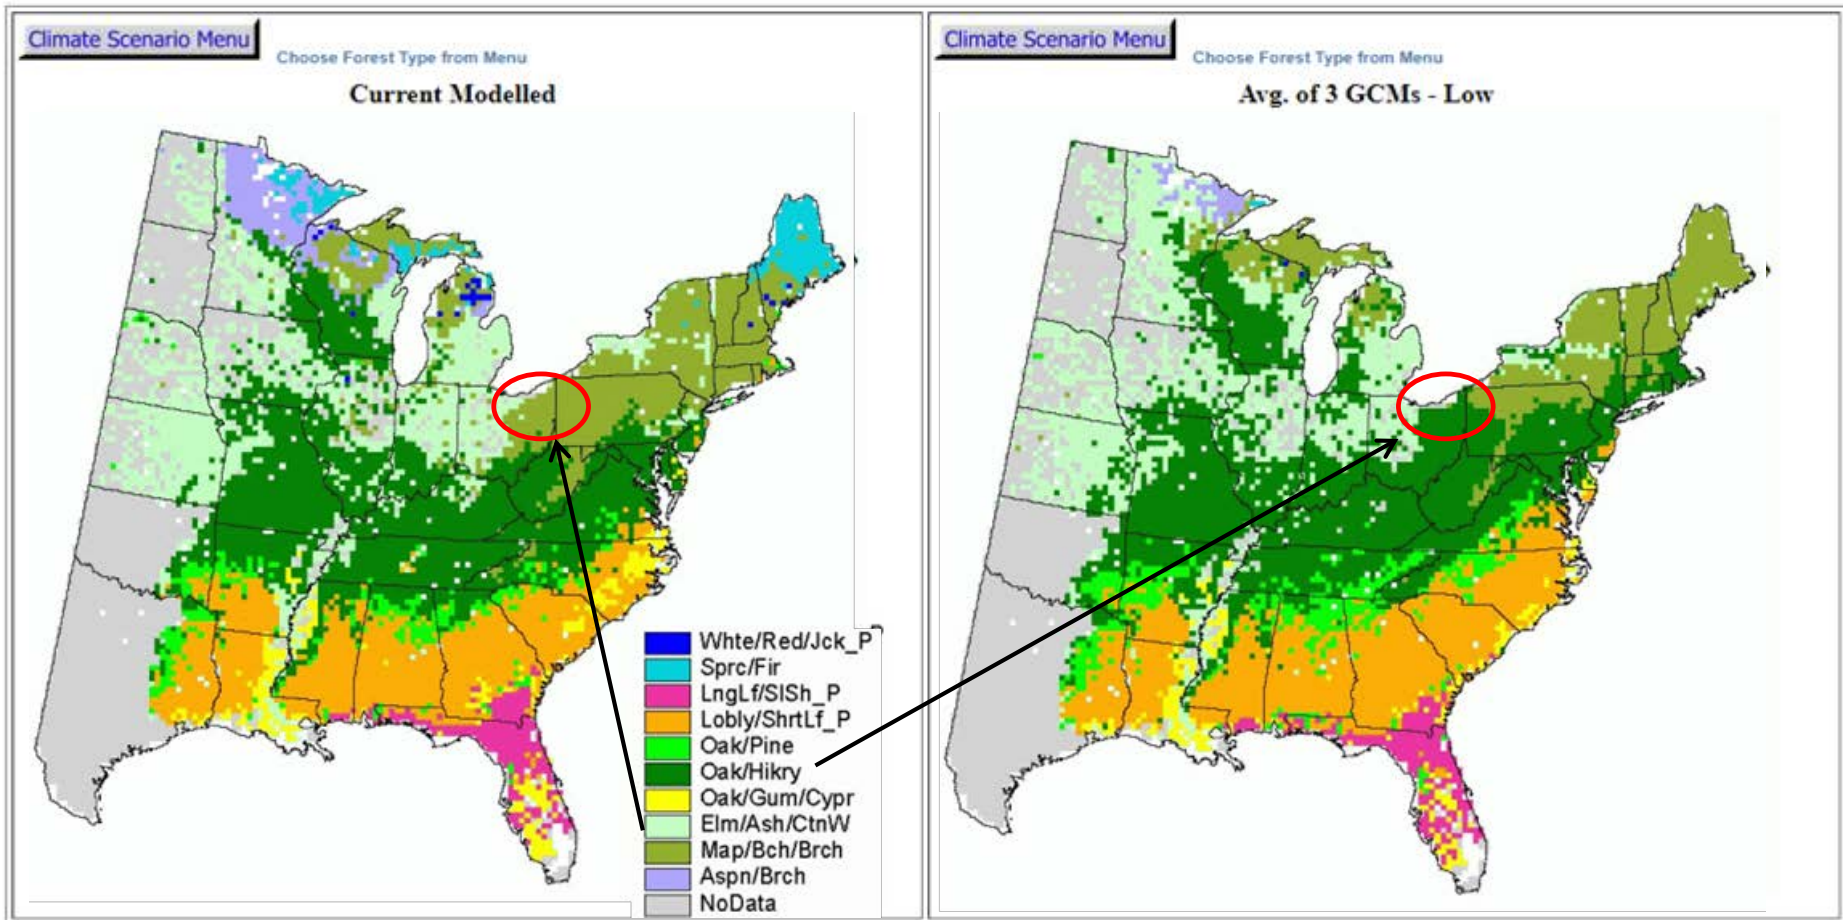 Climate Scenario Menu
Choose Forest Type from Menu
Current Modelled
Whte/Red/Jck_P
Sprc/Fir
LngLf/SlSh_P
Lobly/ShrtLf_P
Oak/Pine
Oak/Hikry
Oak/Gum/Cypr
Elm/Ash/CtnW
Map/Bch/Brch
Aspn/Brch
NoData
Climate Scenario Menu
Choose Forest Type from Menu
Avg. of 3 GCMs - Low